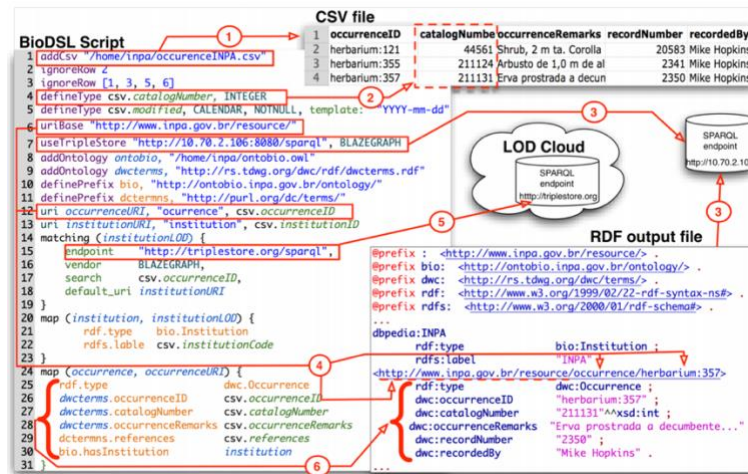 CSV file
1 occurrenceID catalogNumbe occurrenceRemarks recordNumber recordedBy
2 herbarium:121 44561 Shrub, 2 m ta. Corolla 20583 Mike Hopkins
3 herbarium:355 211124 Arbusto de 1,0 m de al 2341 Mike Hopkins
4 herbarium:357 211131 Erva prostrada a decun 2350 Mike Hopkins
BioDSL Script
1 addCsv "/home/inpa/occurenceINPA.csv"
2 ignoreRow 2
3 ignoreRow [1, 3, 5, 6]
4 defineType csv.catalogNumber, INTEGER
5 defineType csv.modified, CALENDAR, NOTNULL, template: "YYYY-mm-dd"
6 uriBase "http://www.inpa.gov.br/resource/"
7 useTripleStore "http://10.70.2.106:8080/sparql", BLAZEGRAPH
8 addOntology ontobio, "/home/inpa/ontobio.owl"
9 addOntology dwcterms, "http://rs.tdwg.org/dwc/rdf/dwcterms.rdf"
10 definePrefix bio, "http://ontobio.inpa.gov.br/ontology/"
11 definePrefix dctermns, "http://purl.org/dc/terms/"
12 uri occurrenceURI, "ocurrence", csv.occurrenceID
13 uri institutionURI, "institution", csv.institutionID
14 matching (institutionLOD) {
15 endpoint "http://triplestore.org/sparql",
16 vendor BLAZEGRAPH,
17 search csv.occurrenceID,
18 default_uri institutionURI
19 }
20 map (institution, institutionLOD) {
21 rdf.type bio.Institution
22 rdfs.lable csv.institutionCode
23 }
24 map (occurrence, occurrenceURI) {
25 rdf.type dwc.Occurrence
26 dwcterms.occurrenceID csv.occurrenceID
27 dwcterms.catalogNumber csv.catalogNumber
28 dwcterms.occurrenceRemarks csv.occurrenceRemarks
29 dctermns.references csv.references
30 bio.hasInstitution institution
31 }
1
2
3
3
4
5
6
LOD Cloud
SPARQL
endpoint
http://triplestore.org
SPARQL
endpoint
http://10.70.2.10
RDF output file
@prefix : <http://www.inpa.gov.br/resource/> .
@prefix bio: <http://ontobio.inpa.gov.br/ontology/> .
@prefix dwc: <http://rs.tdwg.org/dwc/terms/> .
@prefix rdf: <http://www.w3.org/1999/02/22-rdf-syntax-ns#> .
@prefix rdfs: <http://www.w3.org/2000/01/rdf-schema#> .
...
dbpedia:INPA
rdf:type bio:Institution ;
rdfs:label "INPA" .
<http://www.inpa.gov.br/resource/occurrence/herbarium:357>
rdf:type dwc:Occurrence ;
dwc:occurrenceID "herbarium:357" ;
dwc:catalogNumber "211131"^^xsd:int ;
dwc:occurrenceRemarks "Erva prostrada a decumbente..." ;
dwc:recordNumber "2350" ;
dwc:recordedBy "Mike Hopkins" .
...